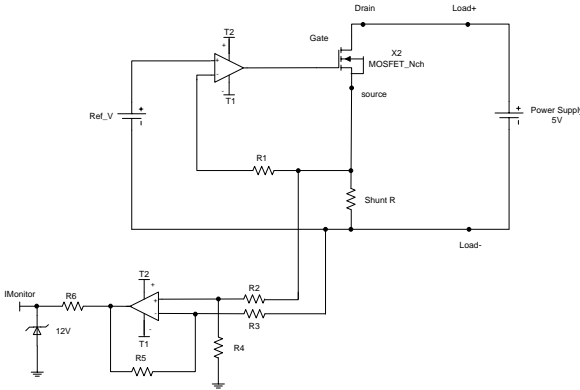 Drain
Load+
T2
Gate
X2
MOSFET_Nch
+
+
-
-
T1
source
Ref_V
+
-
+
-
Power Supply
5V
R1
Shunt R
Load-
T2
+
IMonitor
R6
R2
+
-
12V
T1
-
R3
R5
R4